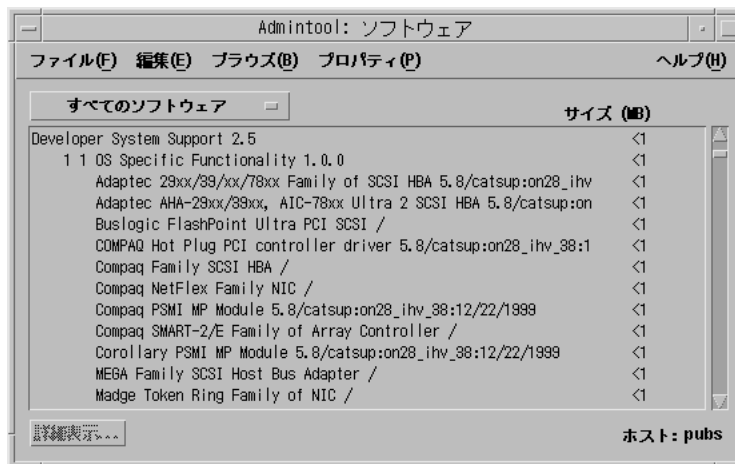 Admintool: ソフトウェア
ファイル(F) 編集(E) ブラウズ(B) プロパティ(P) ヘルプ(H)
すべてのソフトウェア サイズ (MB)
Developer System Support 2.5 <1
1 1 OS Specific Functionality 1.0.0 <1
Adaptec 29xx/39/xx/78xx Family of SCSI HBA 5.8/catsup:on28_ihv <1
Adaptec AHA-29xx/39xx, AIC-78xx Ultra 2 SCSI HBA 5.8/catsup:on <1
Buslogic FlashPoint Ultra PCI SCSI / <1
COMPAQ Hot Plug PCI controller driver 5.8/catsup:on28_ihv_38:1 <1
Compaq Family SCSI HBA / <1
Compaq NetFlex Family NIC / <1
Compaq PSMI MP Module 5.8/catsup:on28_ihv_38:12/22/1999 <1
Compaq SMART-2/E Family of Array Controller / <1
Corollary PSMI MP Module 5.8/catsup:on28_ihv_38:12/22/1999 <1
MEGA Family SCSI Host Bus Adapter / <1
Madge Token Ring Family of NIC / <1
詳細表示... ホスト: pubs